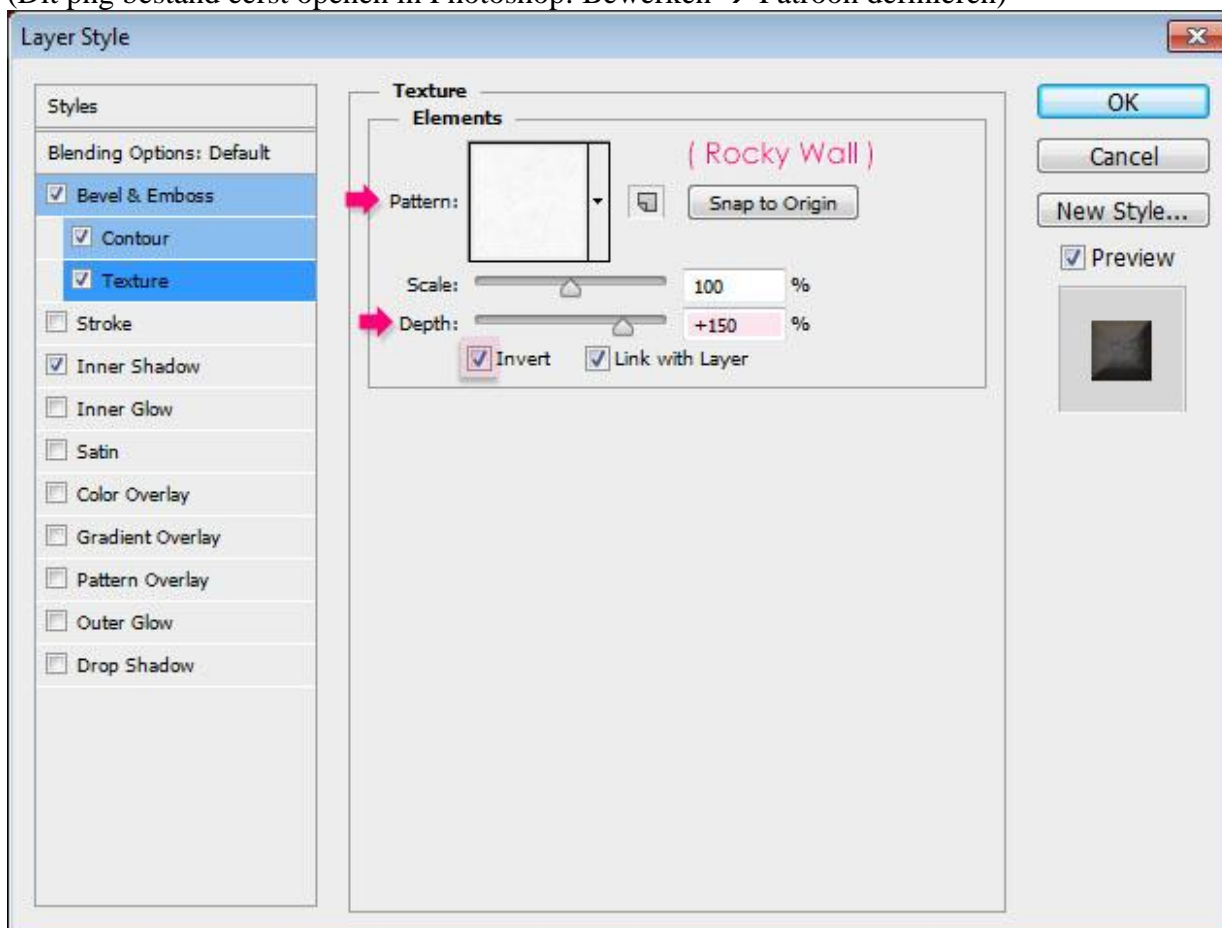 (Dit png bestand eerst openen in Photoshop: Bewerken → Patroon definiëren)
Layer Style
Styles
Blending Options: Default
Bevel & Emboss
Contour
Texture
Stroke
Inner Shadow
Inner Glow
Satin
Color Overlay
Gradient Overlay
Pattern Overlay
Outer Glow
Drop Shadow
Texture
Elements
( Rocky Wall )
Pattern:
Snap to Origin
Scale: 100 %
Depth: +150 %
Invert Link with Layer
OK
Cancel
New Style...
Preview